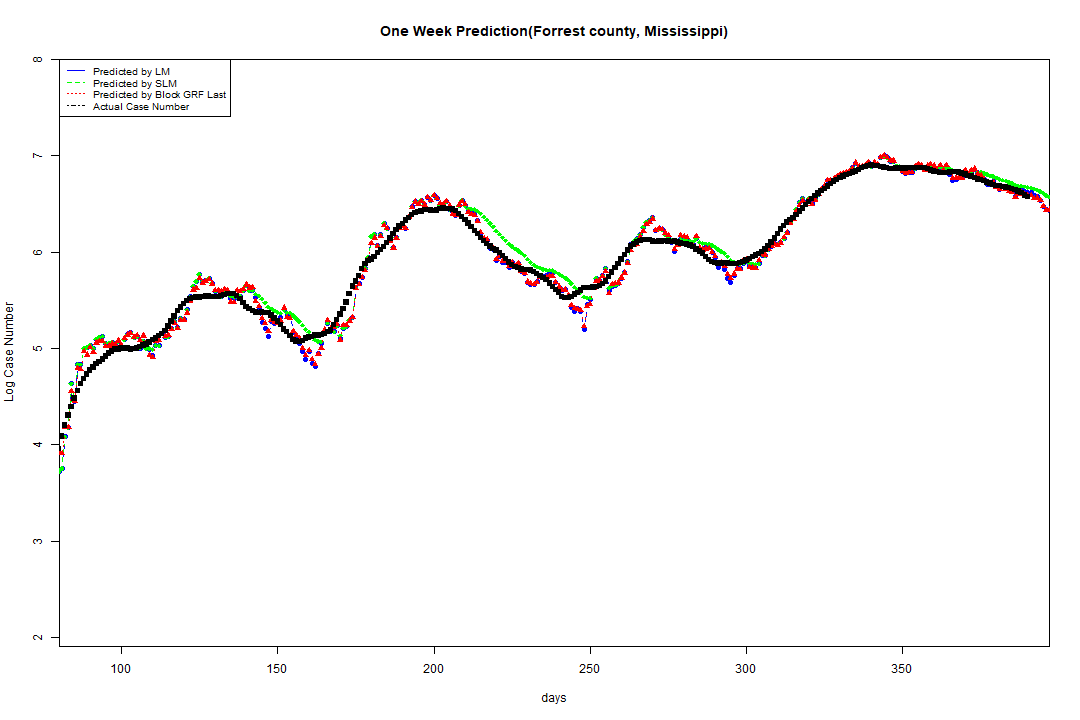 One Week Prediction(Forrest county, Mississippi)
Predicted by LM
Predicted by SLM
Predicted by Block GRF Last
Actual Case Number
8
7
6
5
4
3
2
Log Case Number
100 150 200 250 300 350
days